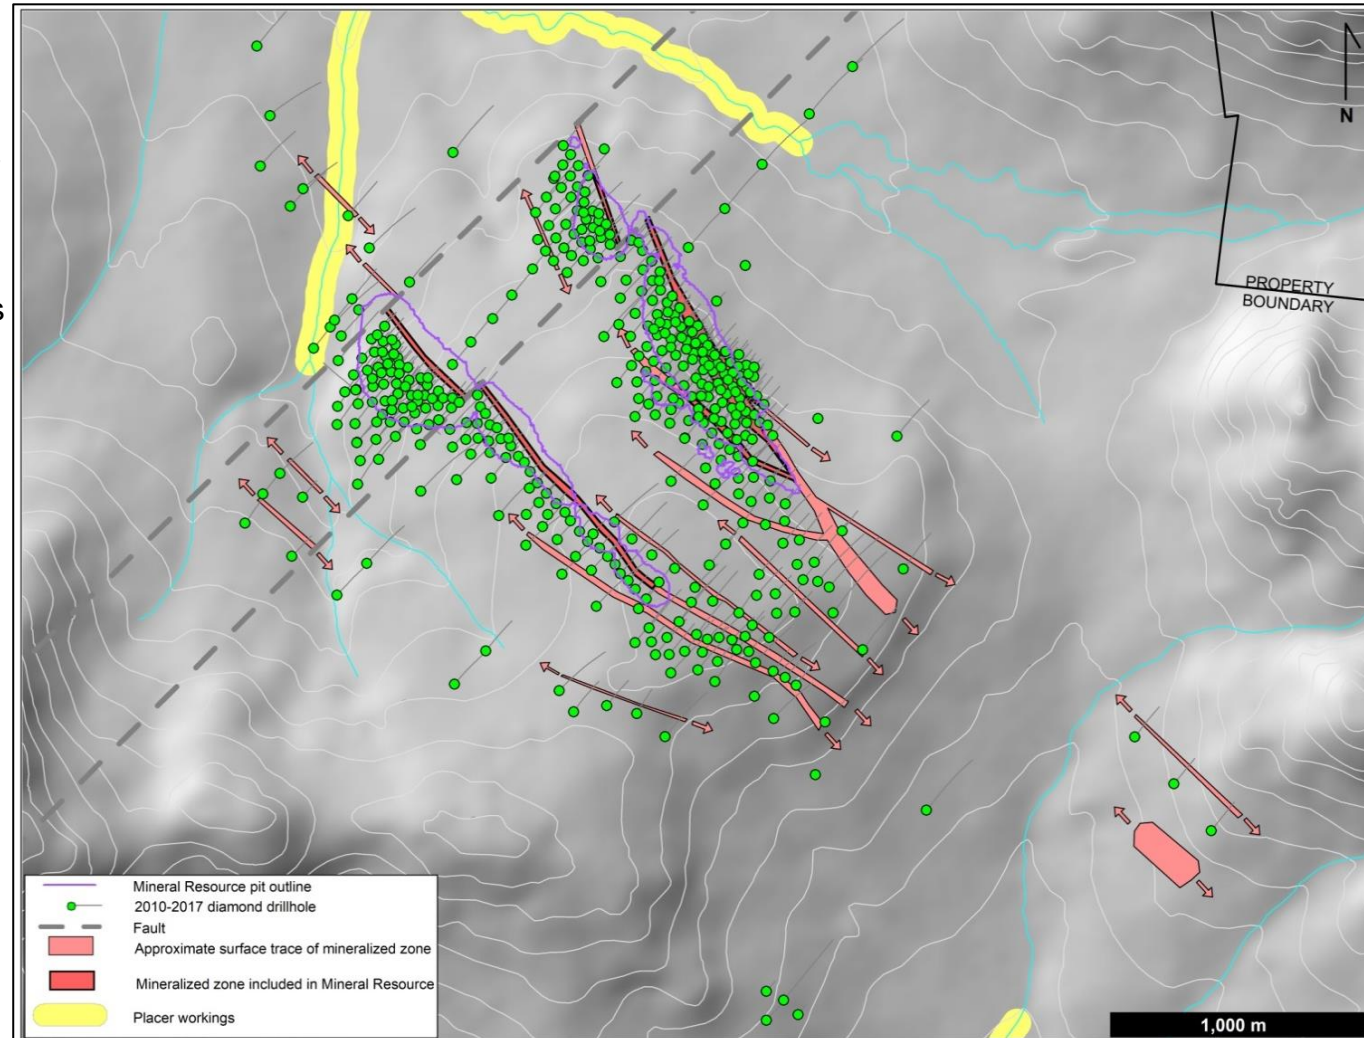 N
PROPERTY
BOUNDARY
s
Mineral Resource pit outline
2010-2017 diamond drillhole
Fault
Approximate surface trace of mineralized zone
Mineralized zone included in Mineral Resource
Placer workings
1,000 m